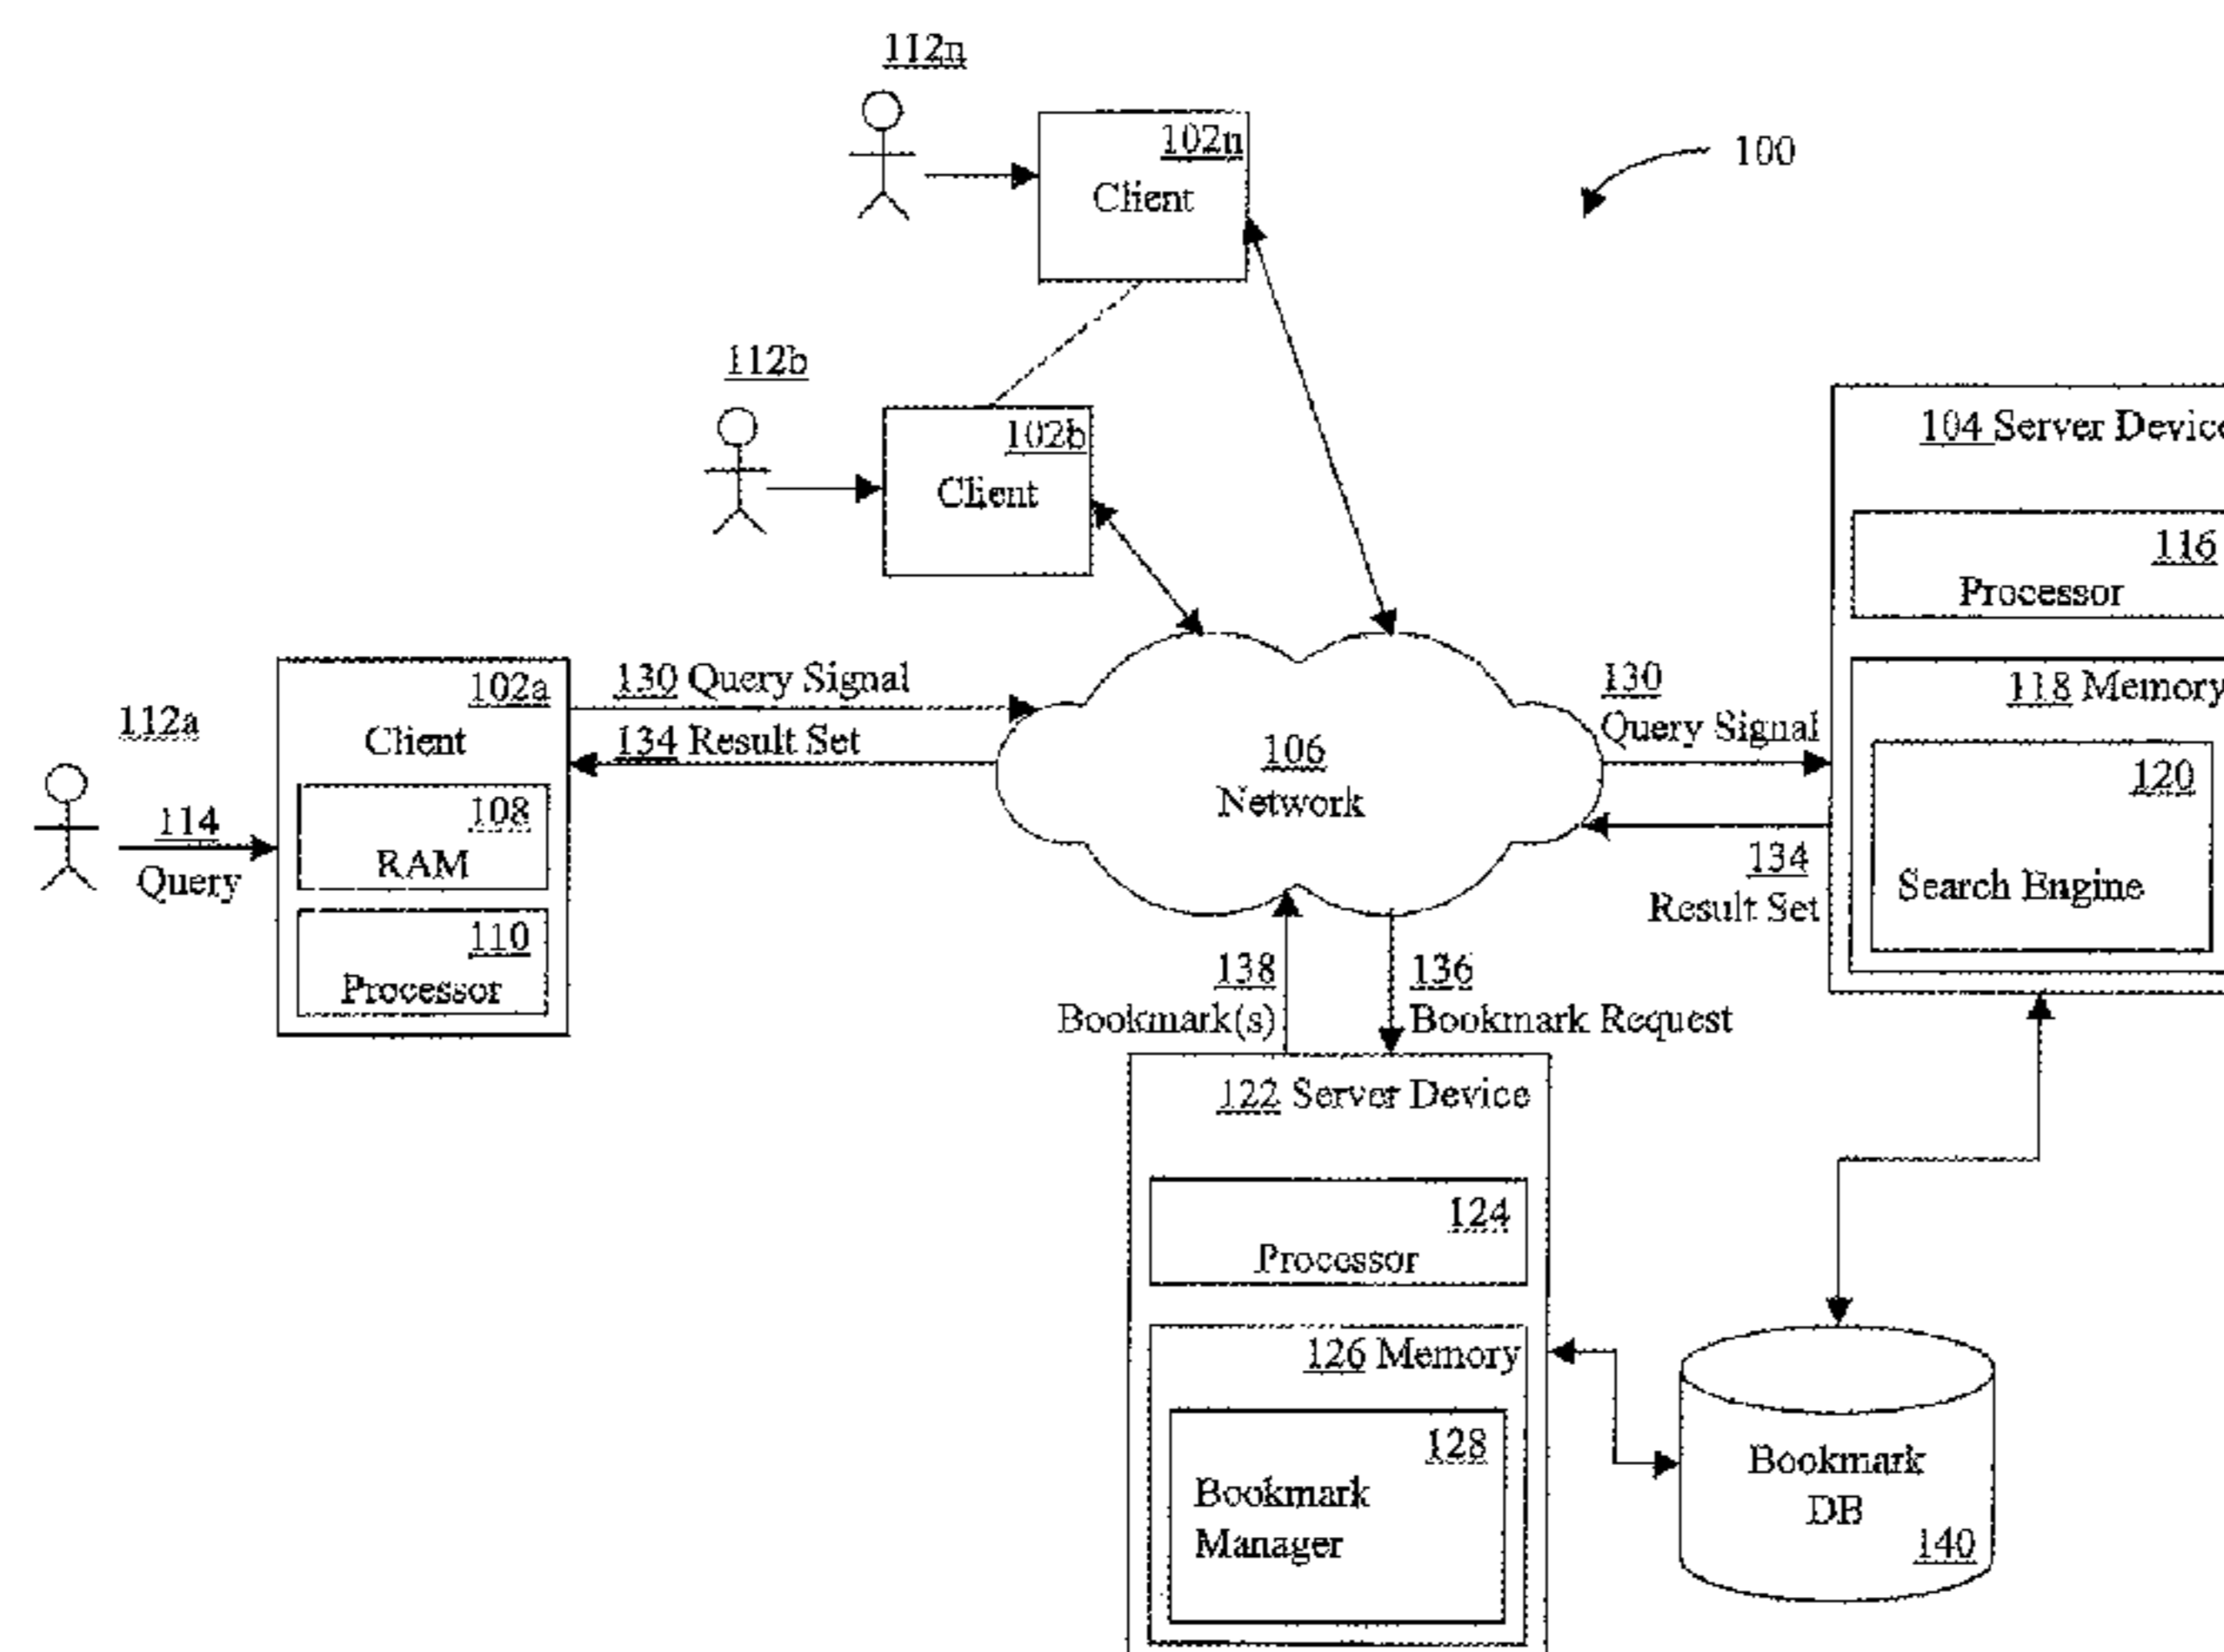 112n
102n
Client
100
112b
102b
Client
104 Server Device
116
Processor
118 Memory
120
Search Engine
102a
Client
112a
108
RAM
110
Processor
114
Query
130 Query Signal
134 Result Set
106
Network
130
Query Signal
134
Result Set
138
Bookmark(s)
136
Bookmark Request
122 Server Device
124
Processor
126 Memory
128
Bookmark
Manager
Bookmark
DB
140